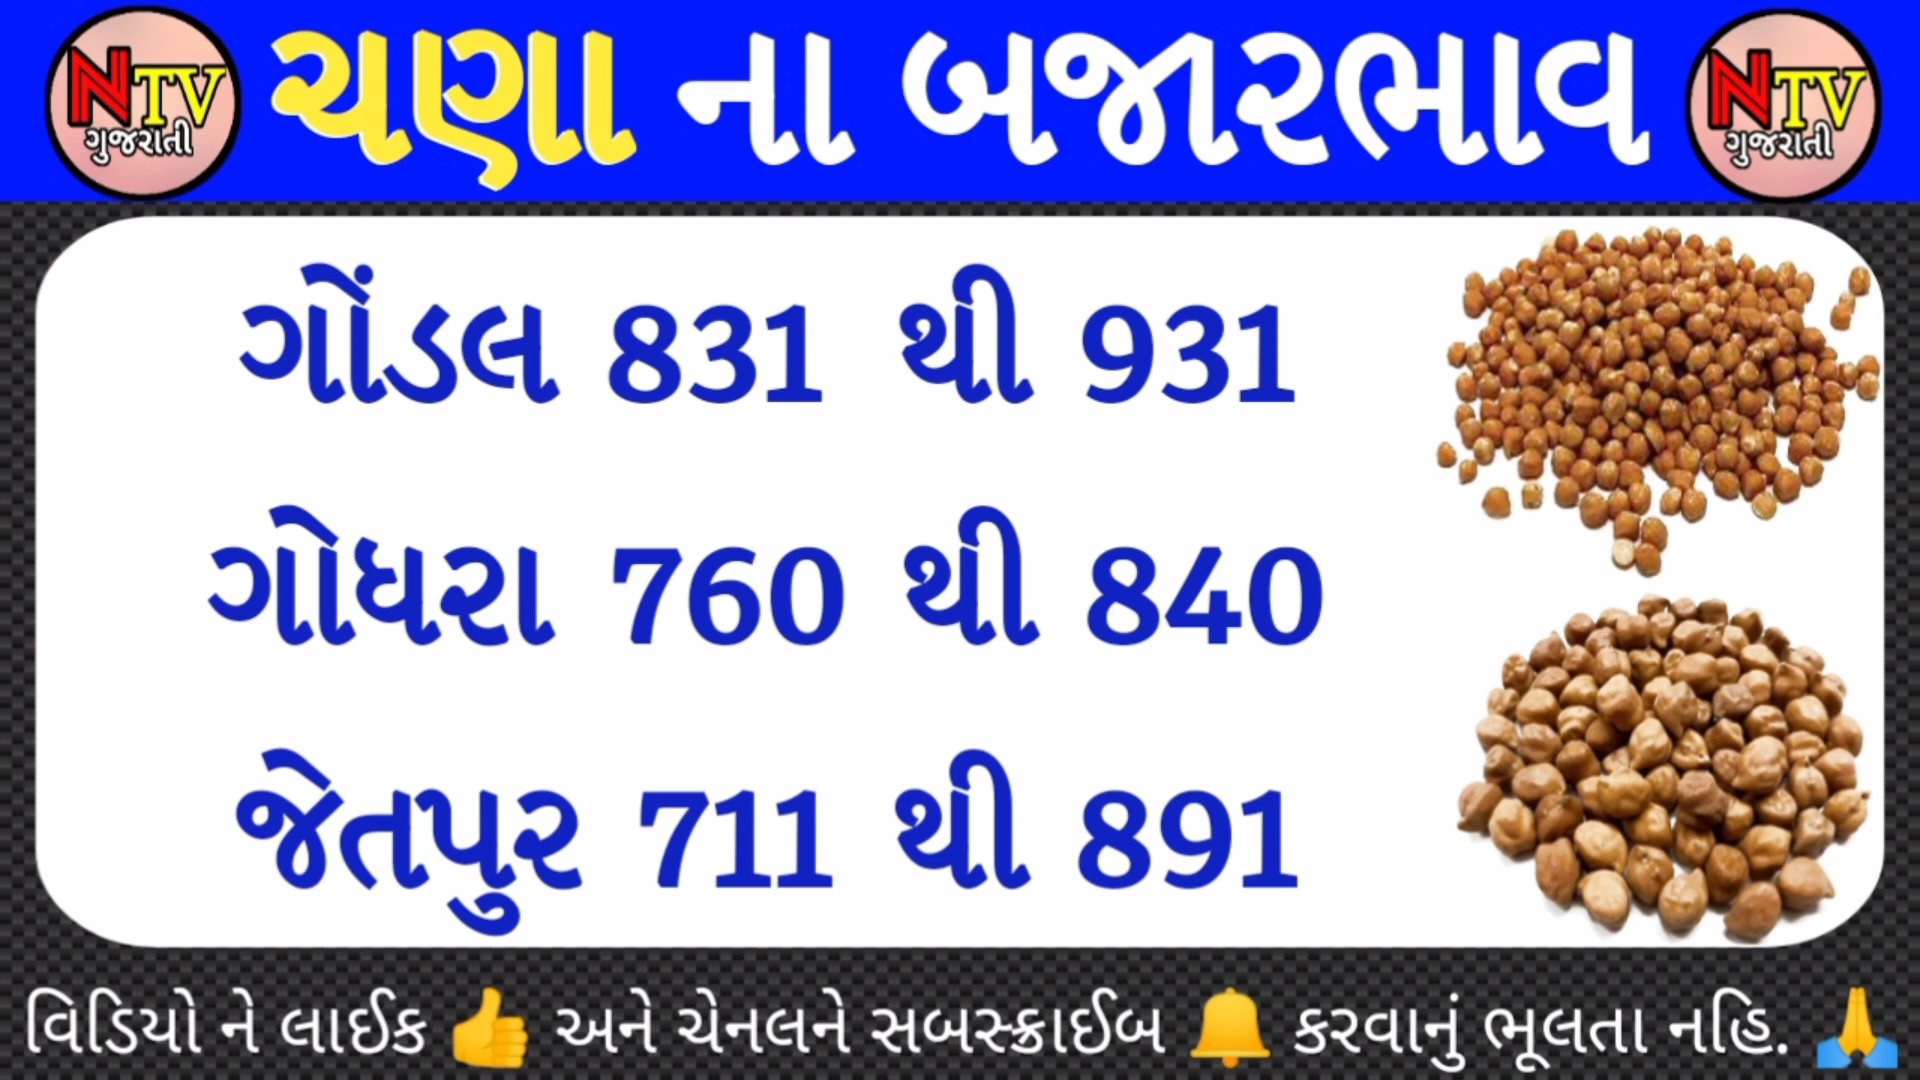 NTV
ગુજરાતી
ચણા ના બજારભાવ
NTV
ગુજરાતી
ગોંડલ 831 થી 931
ગોધરા 760 થી 840
જેતપુર 711 થી 891
વિડિયો ને લાઈક 👍 અને ચેનલને સબસ્ક્રાઈબ 🔔 કરવાનું ભૂલતા નહિ. 🙏